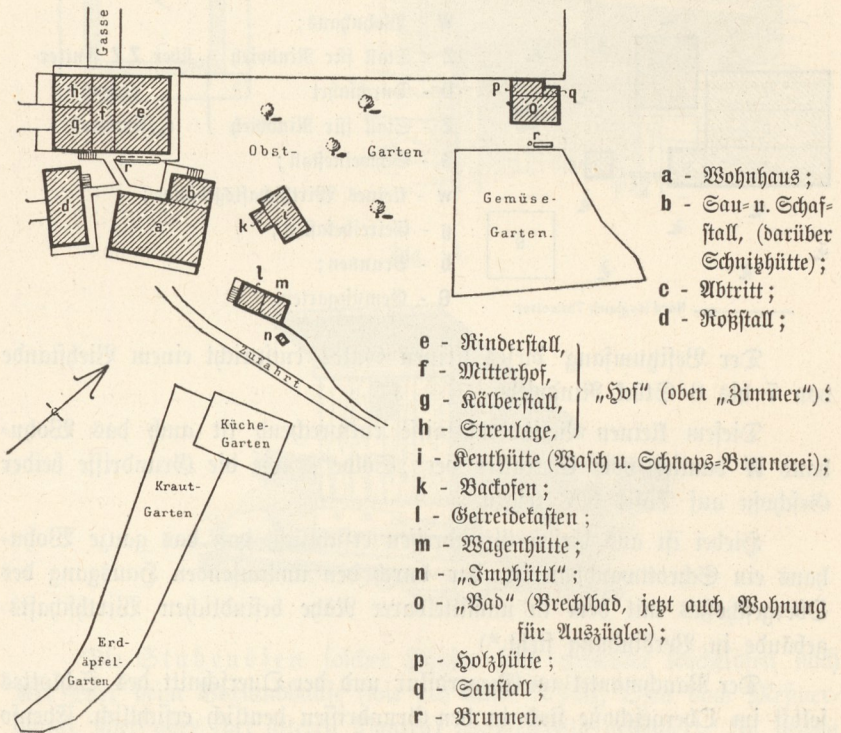 Gasse
h
f
e
g
r
Obst- Garten
d
b
a
i
k
l
m
n
Zufahrt
p
q
o
r
Gemüse-
Garten.
Küche-
Garten
Kraut-
Garten
Erd-
äpfel-
Garten
a - Wohnhaus;
b - Sau- u. Schaf-
stall, (darüber
Schnitzhütte);
c - Abtritt;
d - Roßstall;
e - Rinderstall,
f - Mitterhof,
g - Kälberstall,
h - Streulage,
„Hof“ (oben „Zimmer“):
i - Keuthütte (Wasch u. Schnaps-Brennerei);
k - Backofen;
l - Getreidekasten;
m - Wagenhütte;
n - „Imphüttl“;
o - „Bad“ (Brechlbad, jetzt auch Wohnung
für Auszügler);
p - Holzhütte;
q - Saustall;
r - Brunnen.